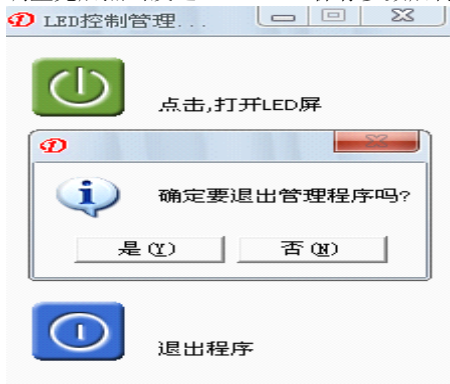 LED控制管理...
点击,打开LED屏
确定要退出管理程序吗?
是(Y)
否(N)
退出程序